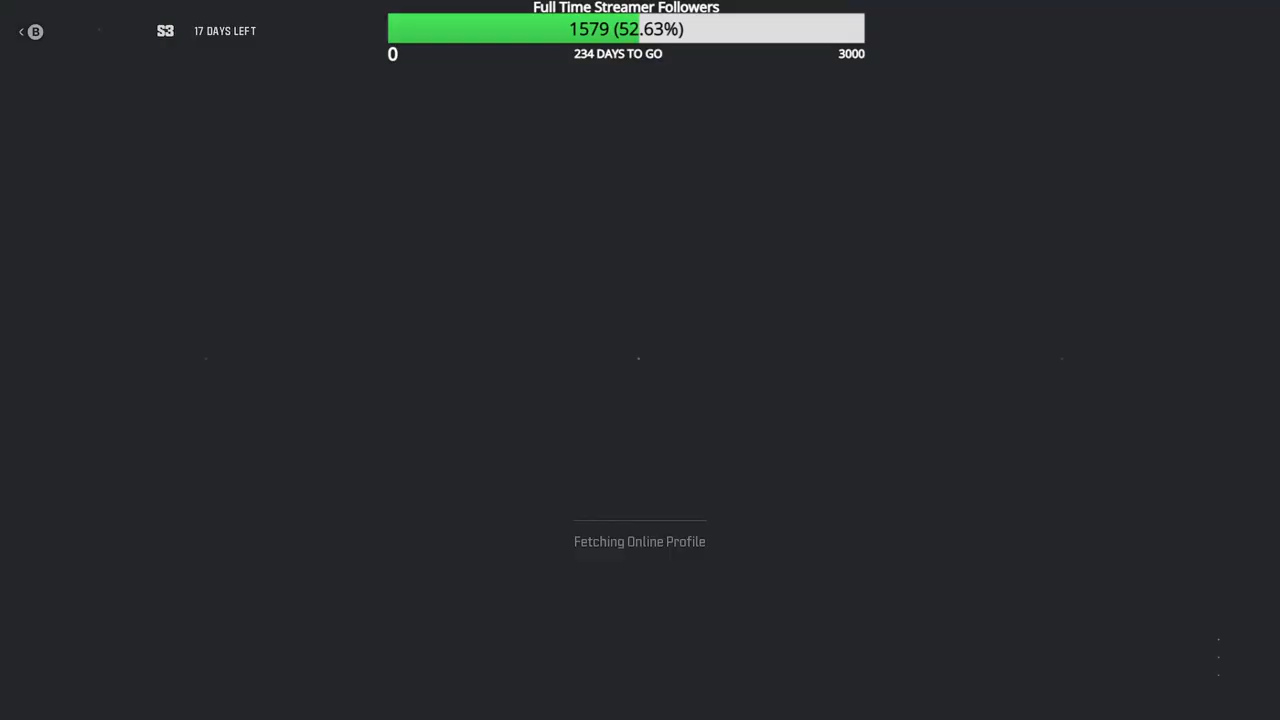 Full Time Streamer Followers
B S3 17 DAYS LEFT
1579 (52.63%)
0 234 DAYS TO GO 3000
Fetching Online Profile